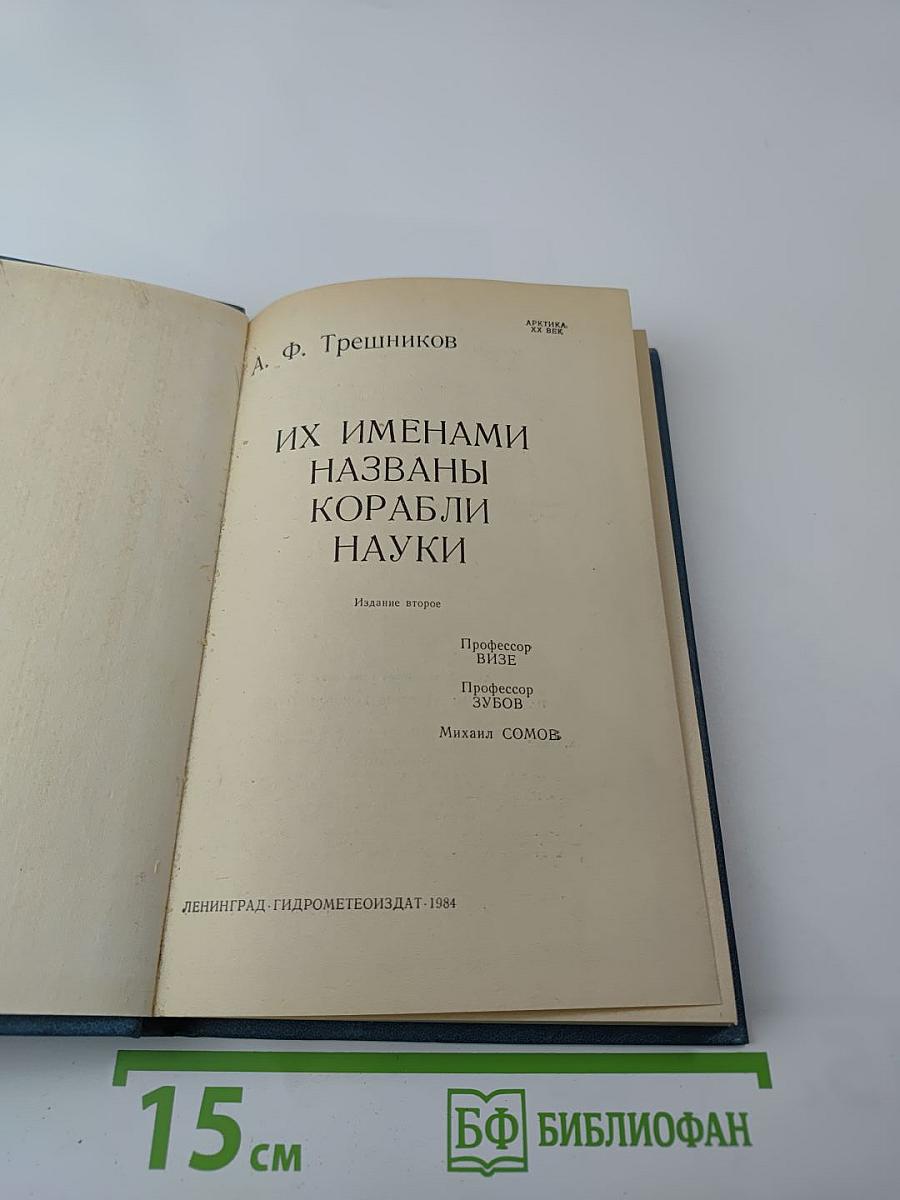 А. Ф. Трешников
АРКТИКА.
XX ВЕК
ИХ ИМЕНАМИ
НАЗВАНЫ
КОРАБЛИ
НАУКИ
Издание второе
Профессор
ВИЗЕ
Профессор
ЗУБОВ
Михаил СОМОВ
ЛЕНИНГРАД·ГИДРОМЕТЕОИЗДАТ·1984
15 см
БФ БИБЛИОФАН